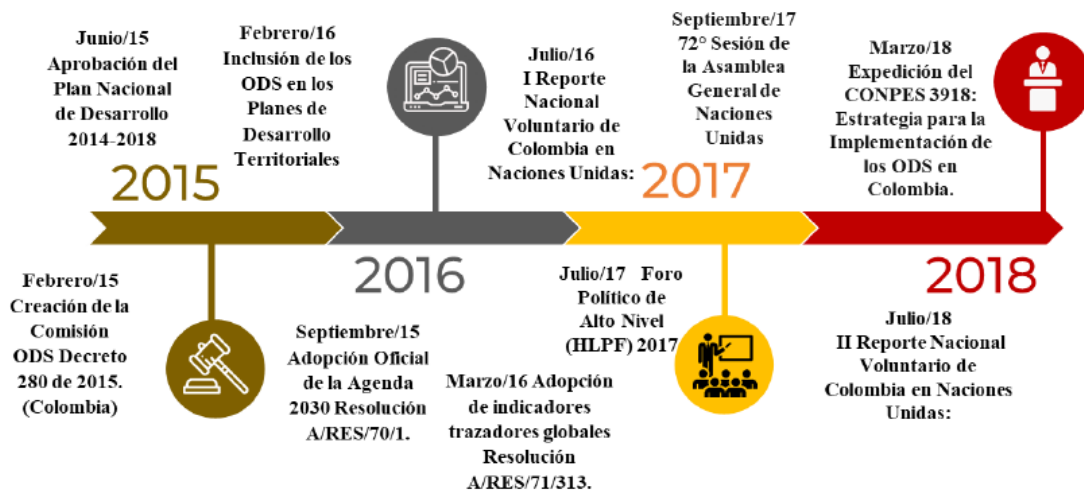 Junio/15
Aprobación del
Plan Nacional
de Desarrollo
2014-2018
Febrero/16
Inclusión de los
ODS en los
Planes de
Desarrollo
Territoriales
Julio/16
I Reporte
Nacional
Voluntario de
Colombia en
Naciones Unidas:
Septiembre/17
72° Sesión de
la Asamblea
General de
Naciones
Unidas
Marzo/18
Expedición del
CONPES 3918:
Estrategia para la
Implementación de
los ODS en
Colombia.
2015
2017
2016
2018
Febrero/15
Creación de la
Comisión
ODS Decreto
280 de 2015.
(Colombia)
Septiembre/15
Adopción Oficial
de la Agenda
2030 Resolución
A/RES/70/1.
Marzo/16 Adopción
de indicadores
trazadores globales
Resolución
A/RES/71/313.
Julio/17 Foro
Político de
Alto Nivel
(HLPF) 2017
Julio/18
II Reporte Nacional
Voluntario de
Colombia en Naciones
Unidas: